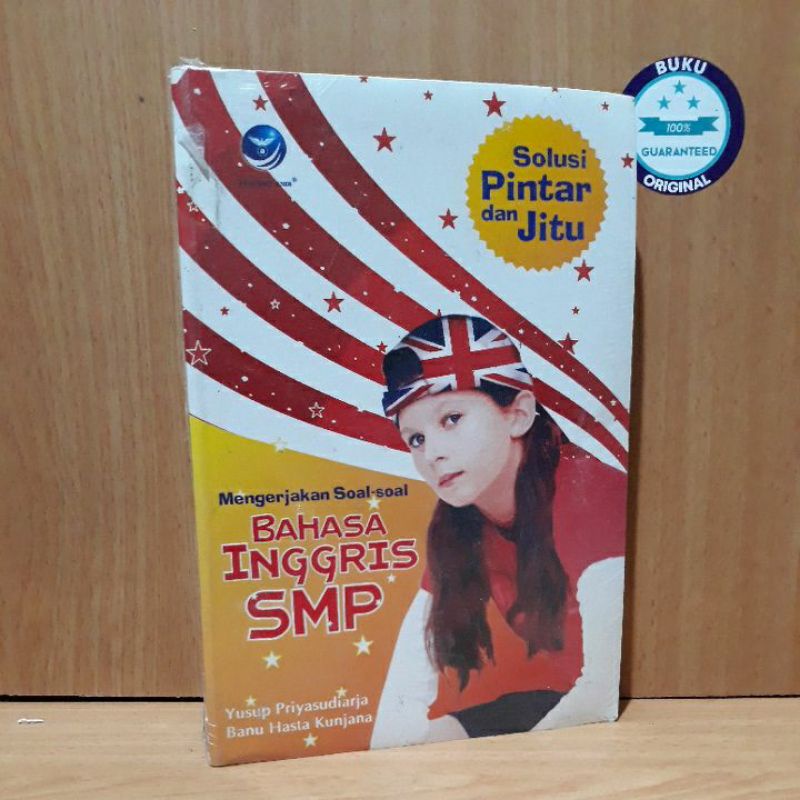 BUKU
100%
GUARANTEED
ORIGINAL
Solusi
Pintar
dan Jitu
Mengerjakan Soal-soal
BAHASA
INGGRIS
SMP
Yusup Priyasudiarja
Banu Hasta Kunjana